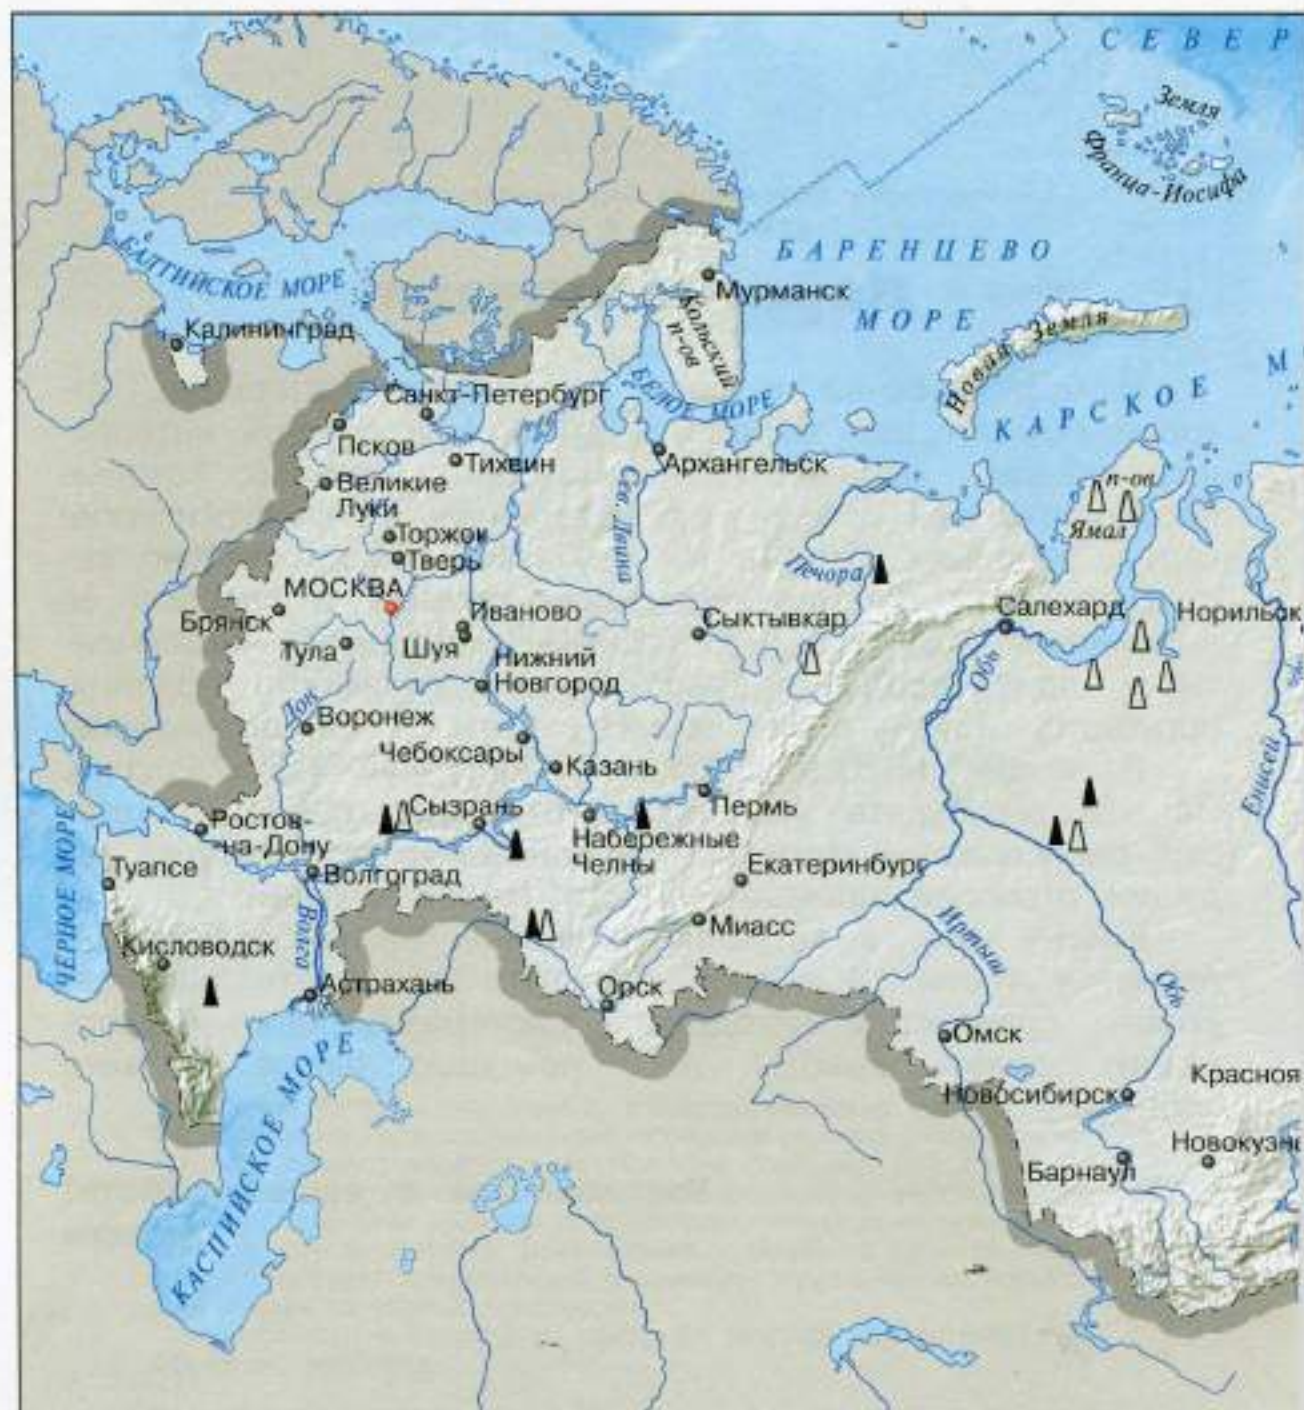 СЕВЕР
Земля
Франца-Иосифа
БАРЕНЦЕВО
МОРЕ
БАЛТИЙСКОЕ МОРЕ
Мурманск
Кольский
п-ов
Новая Земля
Калининград
КАРСКОЕ М
Санкт-Петербург
БЕЛОЕ МОРЕ
Псков
Тихвин
Архангельск
Великие
Луки
п-ов
Ямал
Сев. Двина
Торжок
Тверь
Печора
МОСКВА
Иваново
Сыктывкар
Салехард
Норильск
Брянск
Тула
Шуя
Нижний
Новгород
Обь
Дон
Воронеж
Чебоксары
Казань
Енисей
Сызрань
Пермь
Ростов-
на-Дону
Набережные
Челны
ЧЕРНОЕ МОРЕ
Туапсе
Волгоград
Екатеринбург
Волга
Миасс
Иртыш
Кисловодск
Астрахань
Орск
Обь
Омск
КАСПИЙСКОЕ МОРЕ
Новосибирск
Красноя
Барнаул
Новокузне